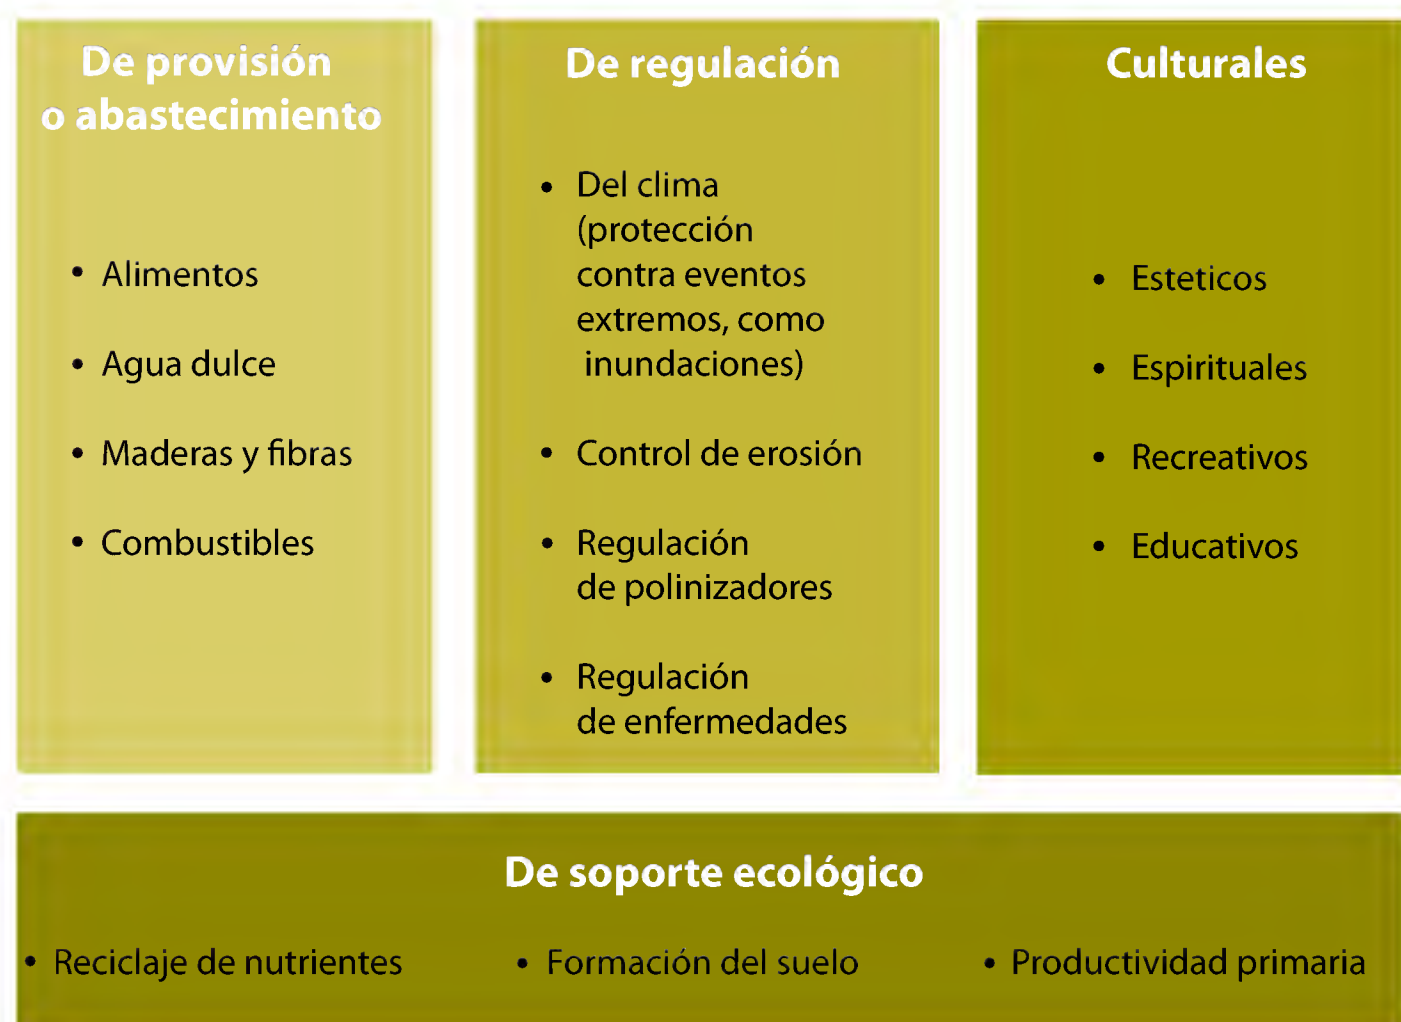 De provisión
o abastecimiento
• Alimentos
• Agua dulce
• Maderas y fibras
• Combustibles
De regulación
• Del clima
(protección
contra eventos
extremos, como
inundaciones)
• Control de erosión
• Regulación
de polinizadores
• Regulación
de enfermedades
Culturales
• Esteticos
• Espirituales
• Recreativos
• Educativos
De soporte ecológico
• Reciclaje de nutrientes
• Formación del suelo
• Productividad primaria